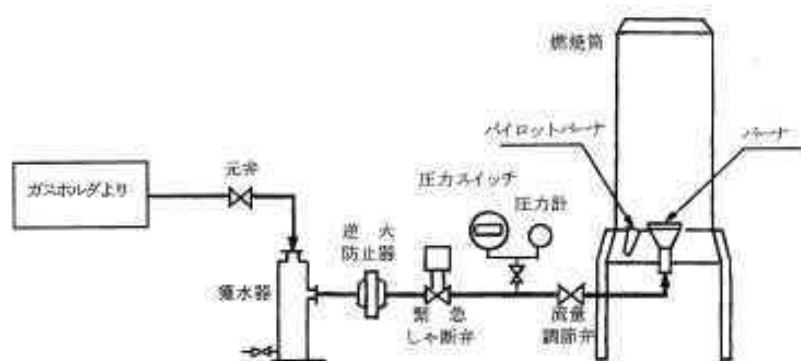 燃焼筒
パイロットバーナ
バーナ
元弁
圧力スイッチ
ガスホルダより
圧力計
逆火
防止器
獲水器
緊急
しゃ断弁
流量
調節弁